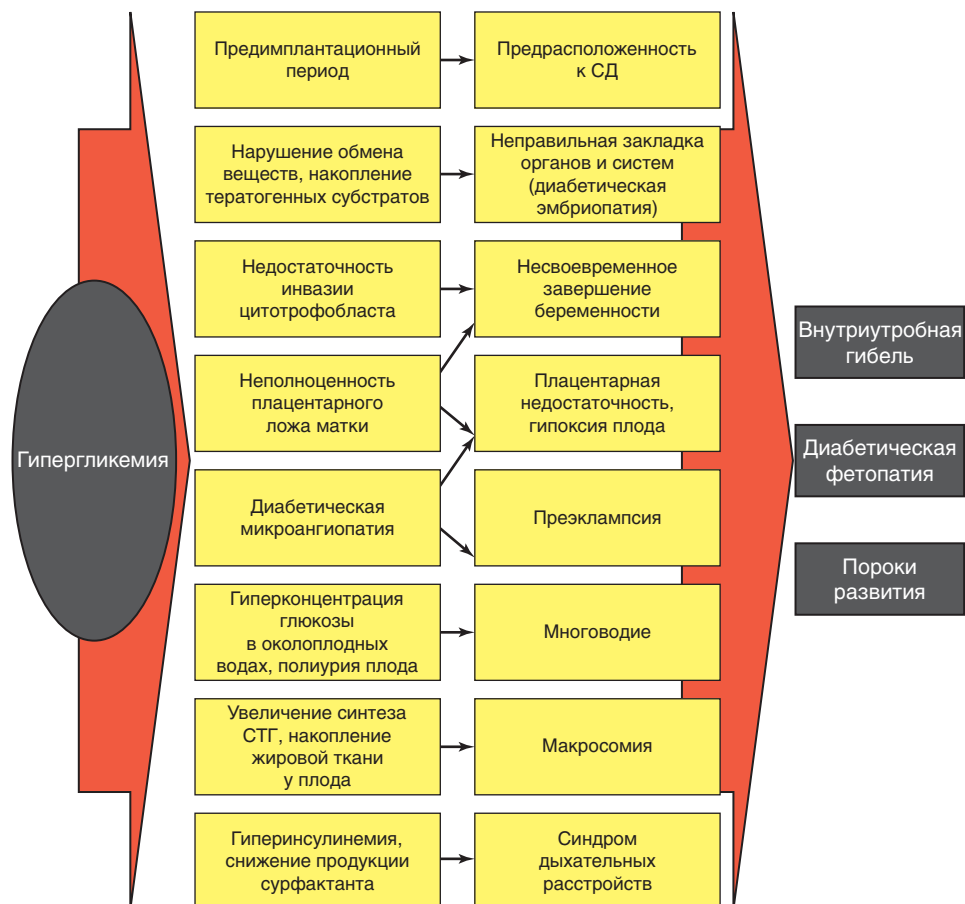 Гипергликемия
Предимплантационный
период
Предрасположенность
к СД
Нарушение обмена
веществ, накопление
тератогенных субстратов
Неправильная закладка
органов и систем
(диабетическая
эмбриопатия)
Недостаточность
инвазии
цитотрофобласта
Несвоевременное
завершение
беременности
Неполноценность
плацентарного
ложа матки
Плацентарная
недостаточность,
гипоксия плода
Диабетическая
микроангиопатия
Преэклампсия
Гиперконцентрация
глюкозы
в околоплодных
водах, полиурия плода
Многоводие
Увеличение синтеза
СТГ, накопление
жировой ткани
у плода
Макросомия
Гиперинсулинемия,
снижение продукции
сурфактанта
Синдром
дыхательных
расстройств
Внутриутробная
гибель
Диабетическая
фетопатия
Пороки
развития